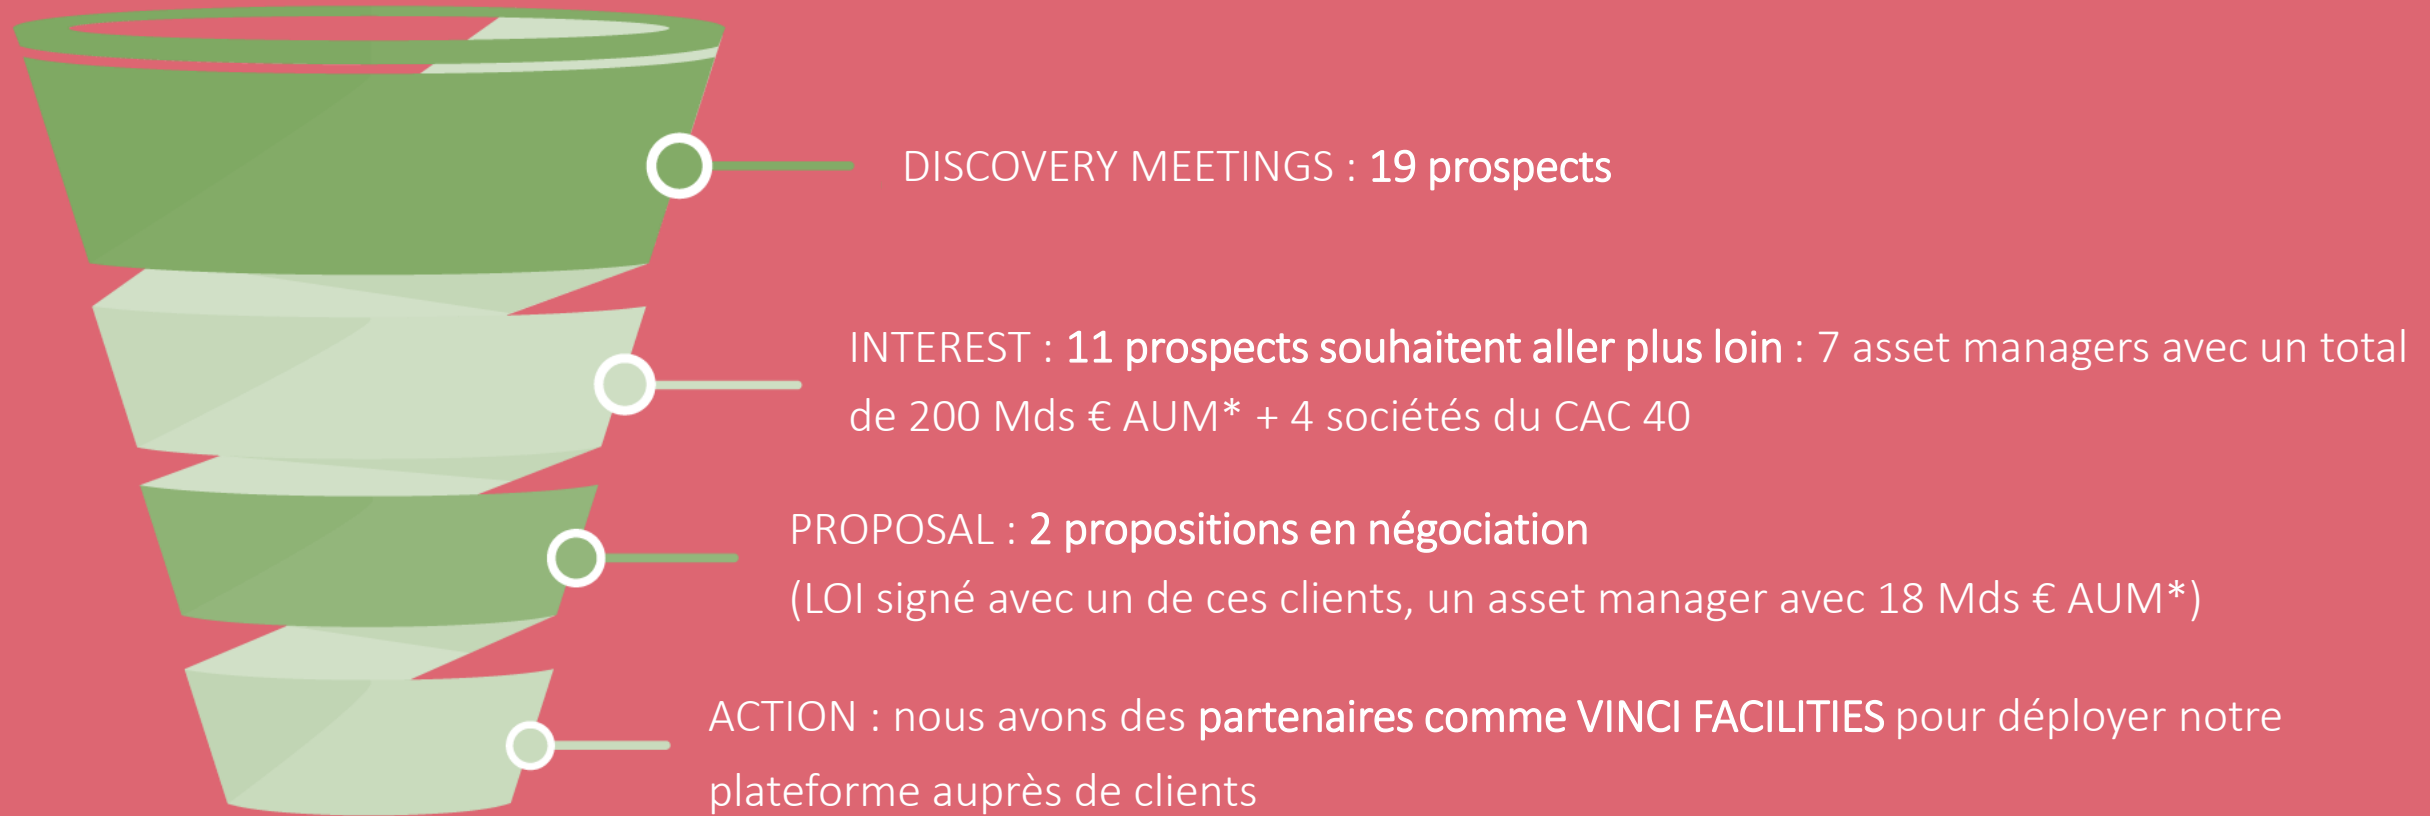 DISCOVERY MEETINGS : 19 prospects
INTEREST : 11 prospects souhaitent aller plus loin : 7 asset managers avec un total
de 200 Mds € AUM* + 4 sociétés du CAC 40
PROPOSAL : 2 propositions en négociation
(LOI signé avec un de ces clients, un asset manager avec 18 Mds € AUM*)
ACTION : nous avons des partenaires comme VINCI FACILITIES pour déployer notre
plateforme auprès de clients